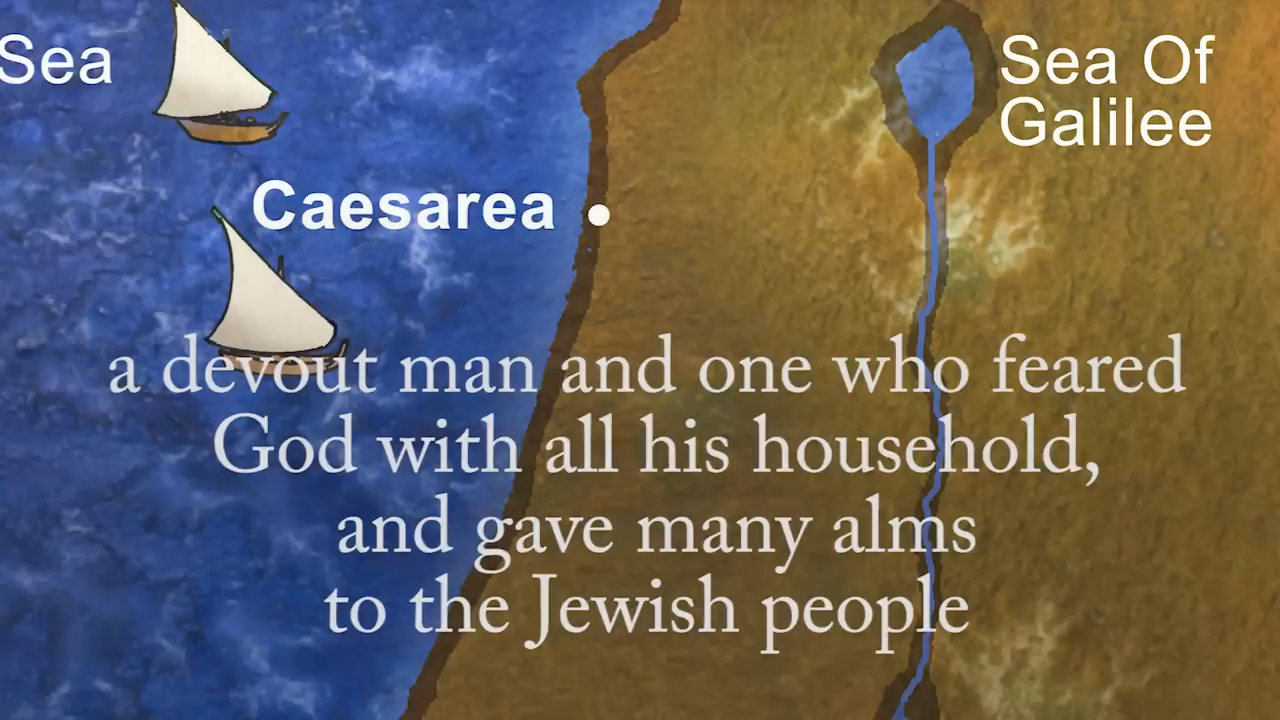 Sea
Sea Of
Galilee
Caesarea
a devout man and one who feared
God with all his household,
and gave many alms
to the Jewish people